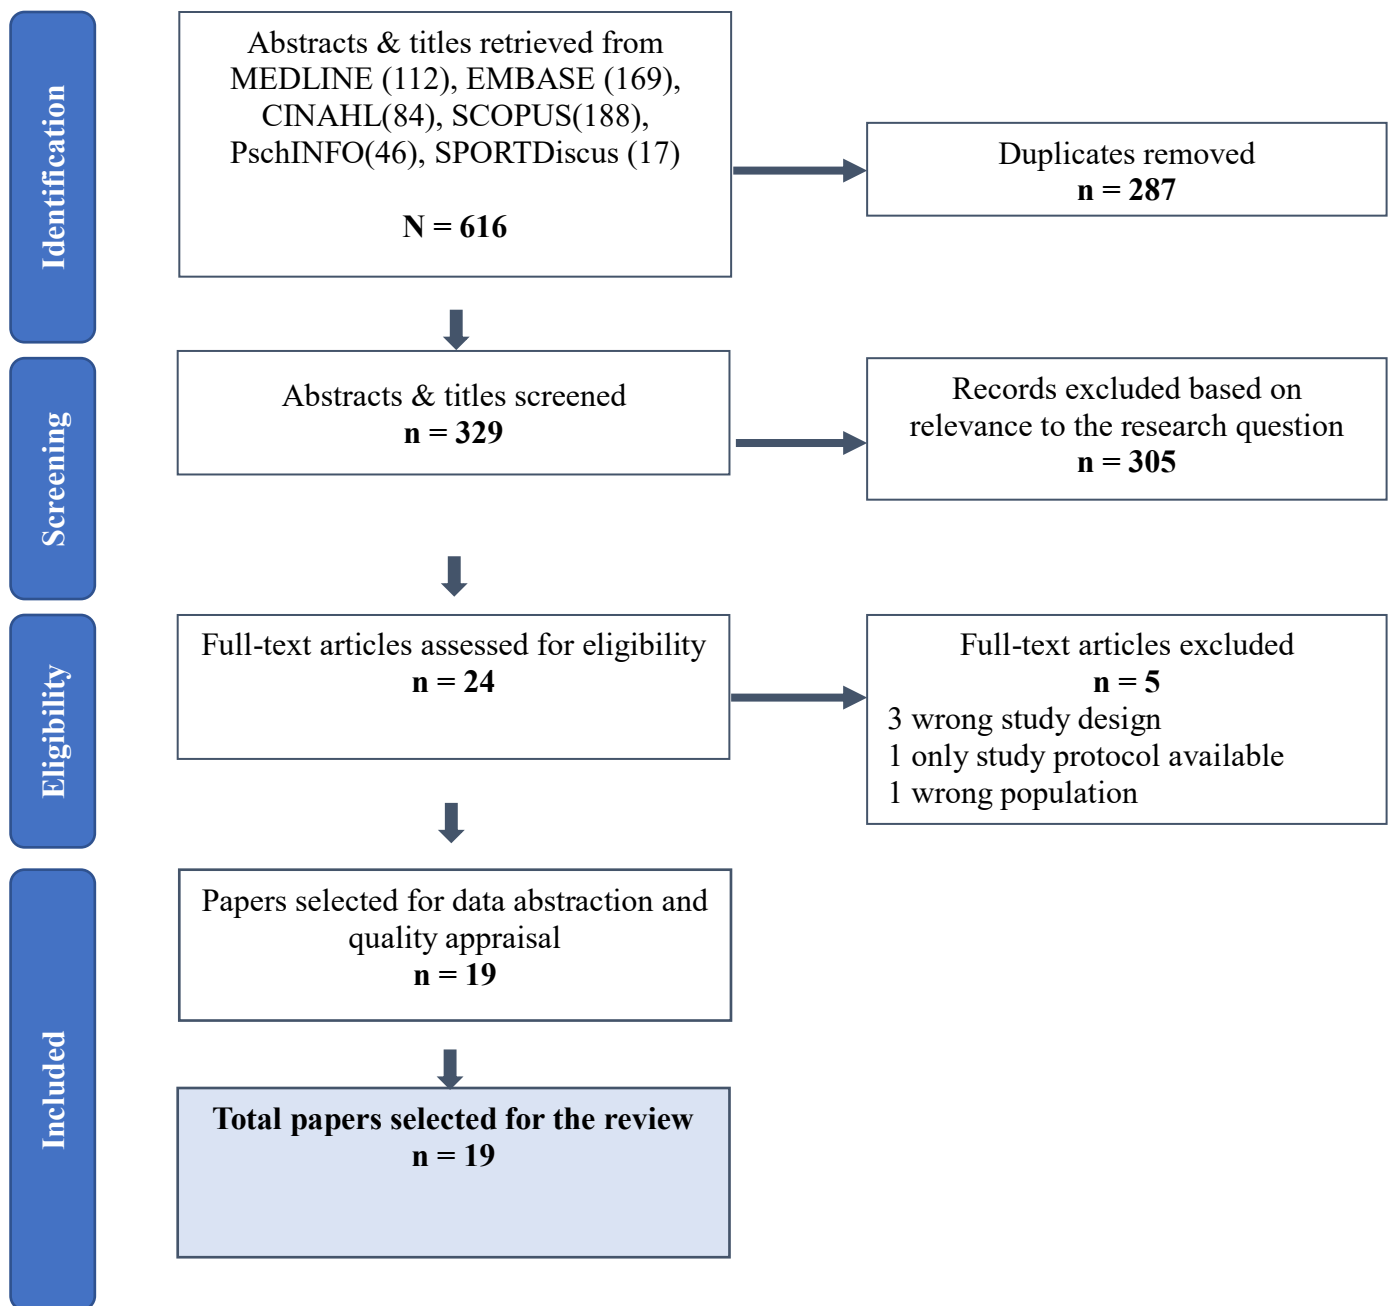 Identification
Abstracts & titles retrieved from
MEDLINE (112), EMBASE (169),
CINAHL(84), SCOPUS(188),
PschINFO(46), SPORTDiscus (17)
N = 616
Duplicates removed
n = 287
Screening
Abstracts & titles screened
n = 329
Records excluded based on
relevance to the research question
n = 305
Eligibility
Full-text articles assessed for eligibility
n = 24
Full-text articles excluded
n = 5
3 wrong study design
1 only study protocol available
1 wrong population
Included
Papers selected for data abstraction and
quality appraisal
n = 19
Total papers selected for the review
n = 19